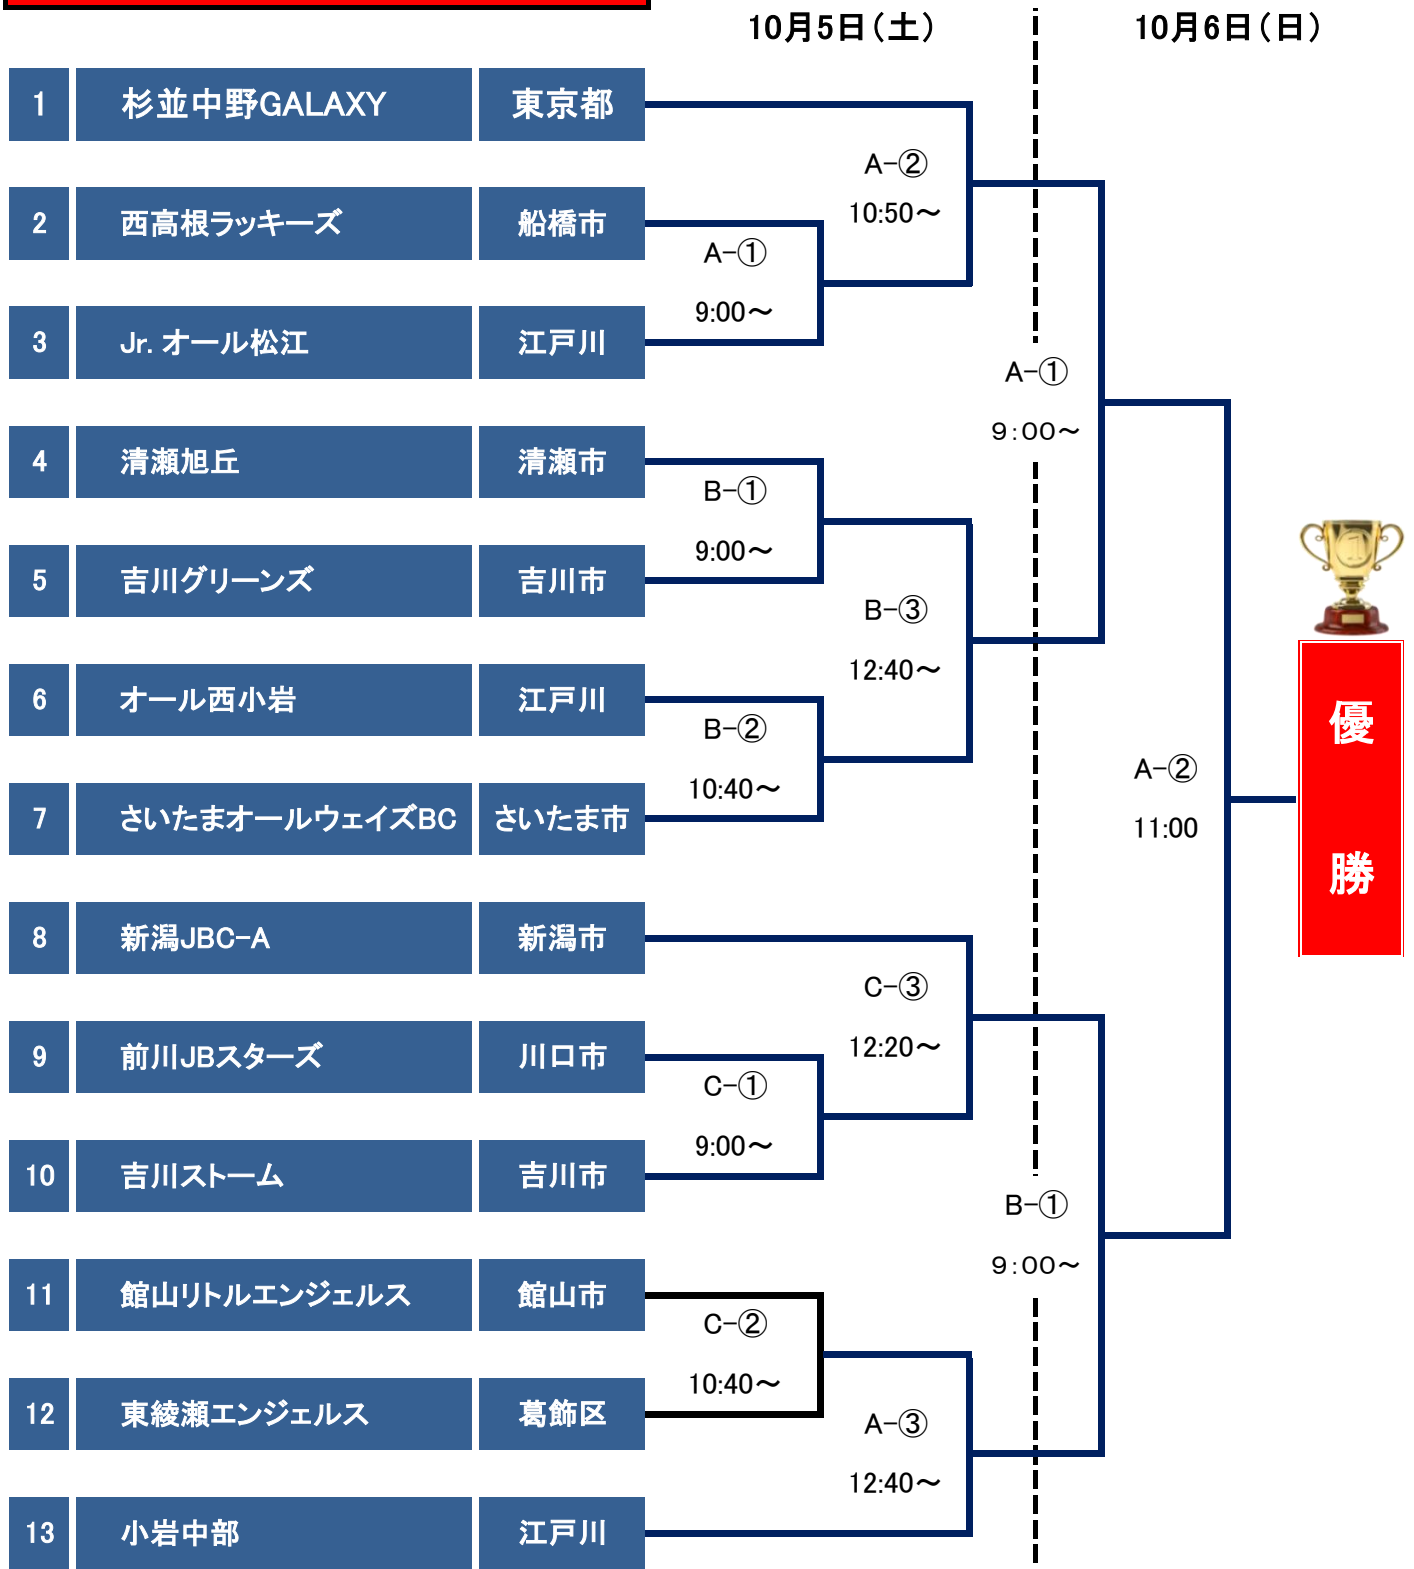 10月5日（土）
10月6日（日）
1 杉並中野GALAXY 東京都
A-②
10:50～
2 西高根ラッキーズ 船橋市
A-①
9:00～
3 Jr. オール松江 江戸川
A-①
9:00～
4 清瀬旭丘 清瀬市
B-①
9:00～
5 吉川グリーンズ 吉川市
B-③
12:40～
6 オール西小岩 江戸川
B-②
10:40～
7 さいたまオールウェイズBC さいたま市
A-②
11:00
優
勝
8 新潟JBC-A 新潟市
C-③
12:20～
9 前川JBスターズ 川口市
C-①
9:00～
10 吉川ストーム 吉川市
B-①
9:00～
11 館山リトルエンジェルス 館山市
C-②
10:40～
12 東綾瀬エンジェルス 葛飾区
A-③
12:40～
13 小岩中部 江戸川